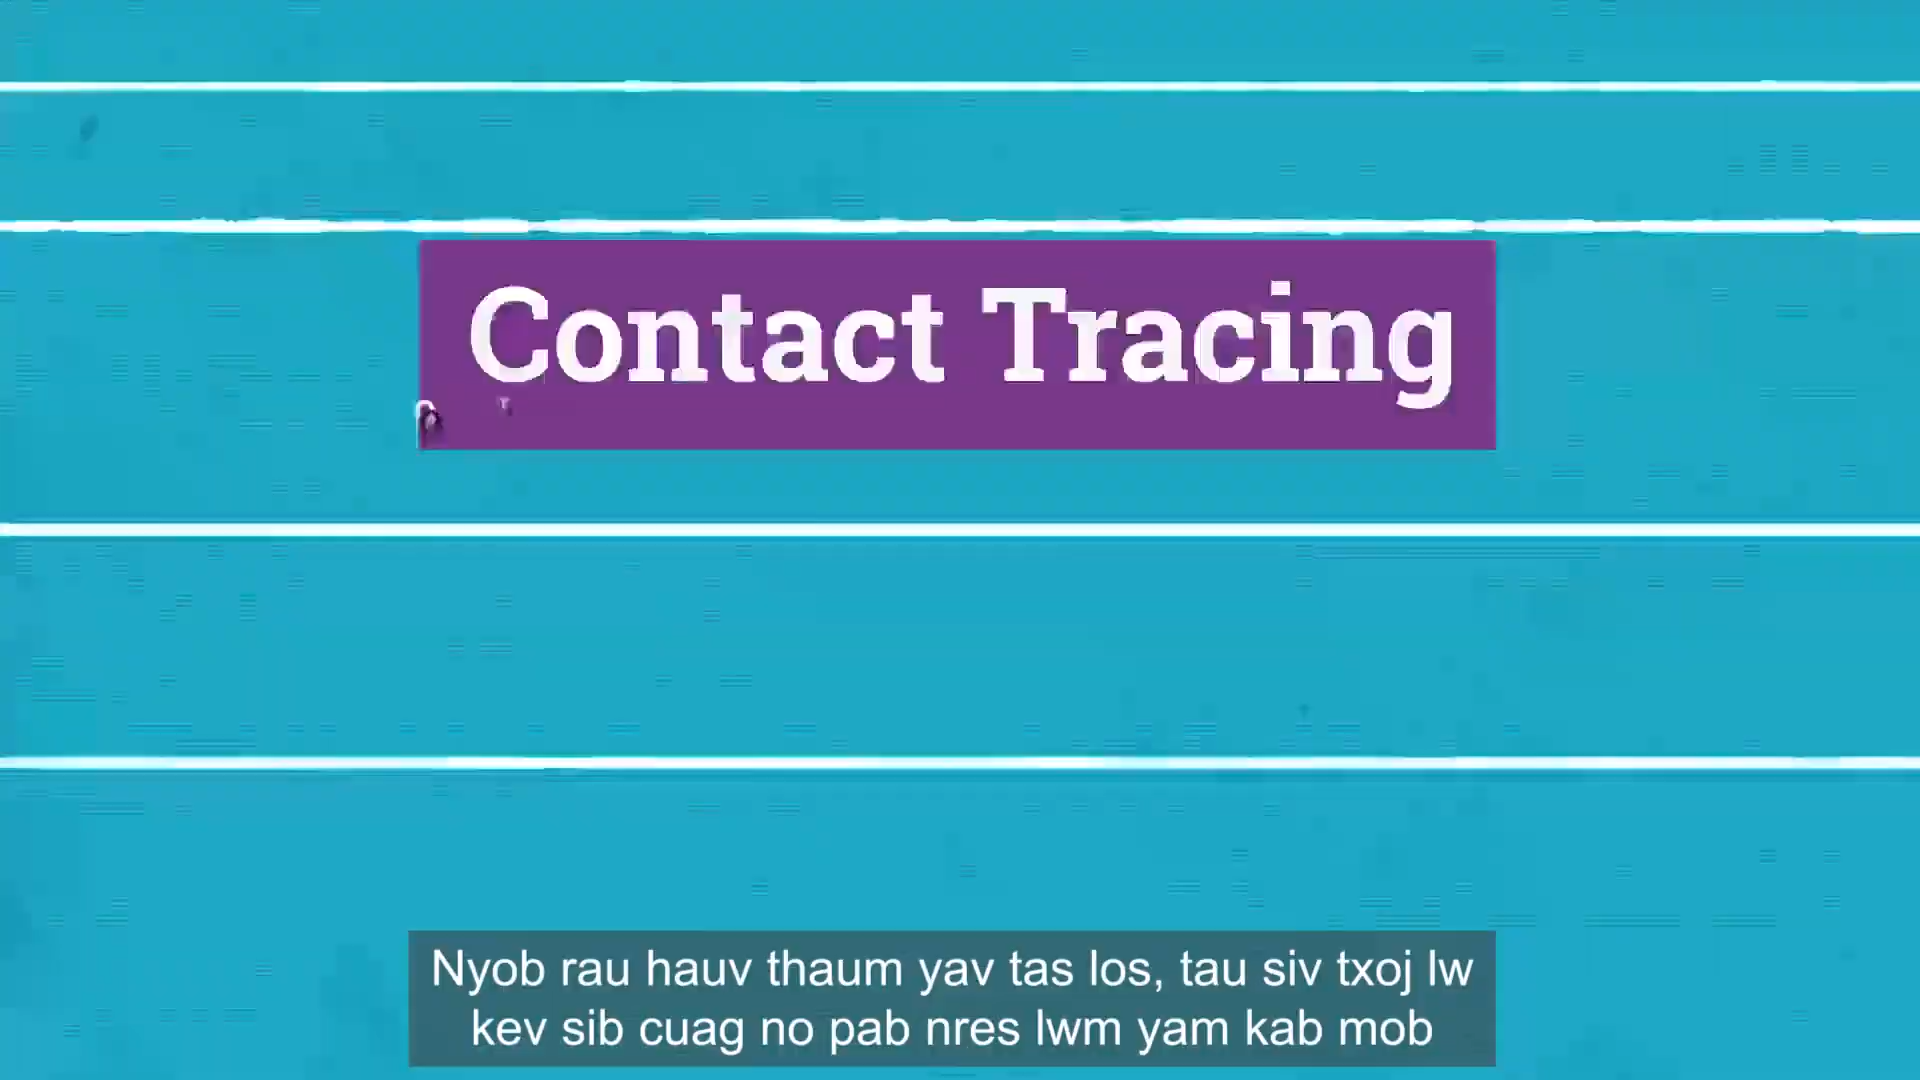 Contact Tracing
Nyob rau hauv thaum yav tas los, tau siv txoj lw
kev sib cuag no pab nres lwm yam kab mob